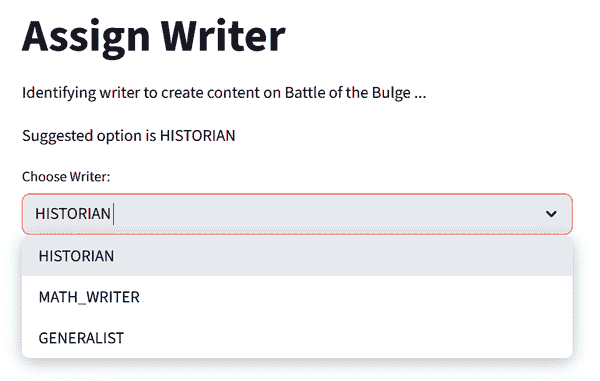 Assign Writer
Identifying writer to create content on Battle of the Bulge ...
Suggested option is HISTORIAN
Choose Writer:
HISTORIAN
HISTORIAN
MATH_WRITER
GENERALIST